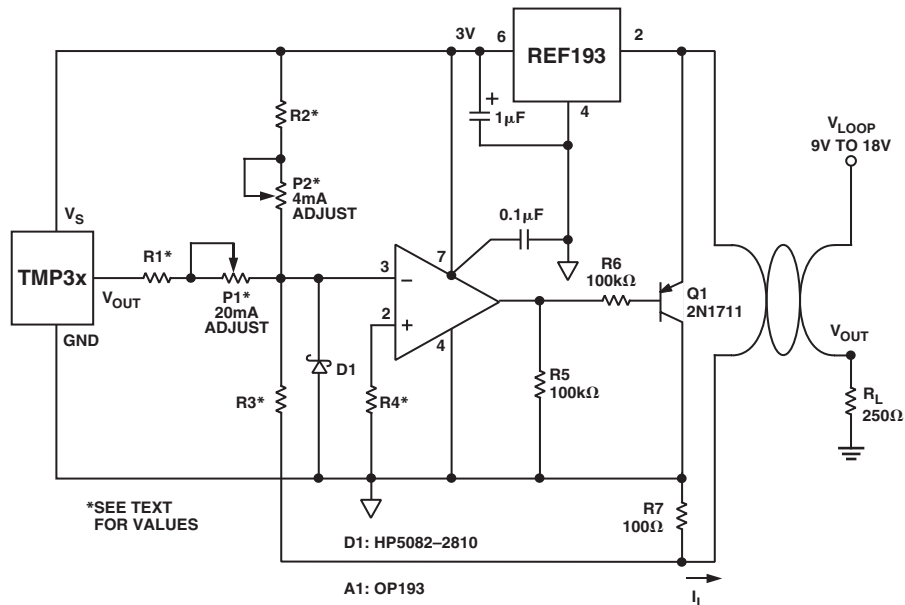 3V
6
REF193
2
4
R2*
+
1µF
P2*
4mA
ADJUST
V_LOOP
9V TO 18V
V_S
TMP3x
V_OUT
GND
R1*
P1*
20mA
ADJUST
0.1µF
7
3
–
2
+
4
R6
100kΩ
Q1
2N1711
V_OUT
R_L
250Ω
D1
R3*
R4*
R5
100kΩ
R7
100Ω
*SEE TEXT
FOR VALUES
D1: HP5082–2810
A1: OP193
I_L